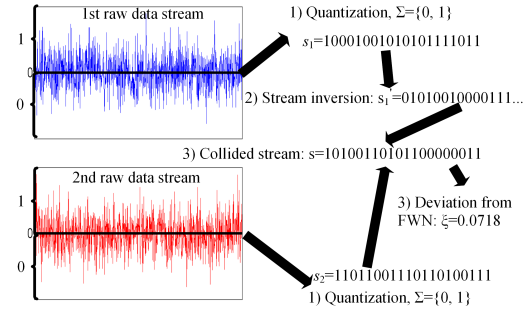 1st raw data stream
1
0
0
1) Quantization, Σ={0, 1}
s₁=10001001010101111011
2) Stream inversion: s₁=01010010000111...
3) Collided stream: s=10100110101100000011
2nd raw data stream
1
0
0
3) Deviation from
FWN: ξ=0.0718
s₂=11011001110110100111
1) Quantization, Σ={0, 1}